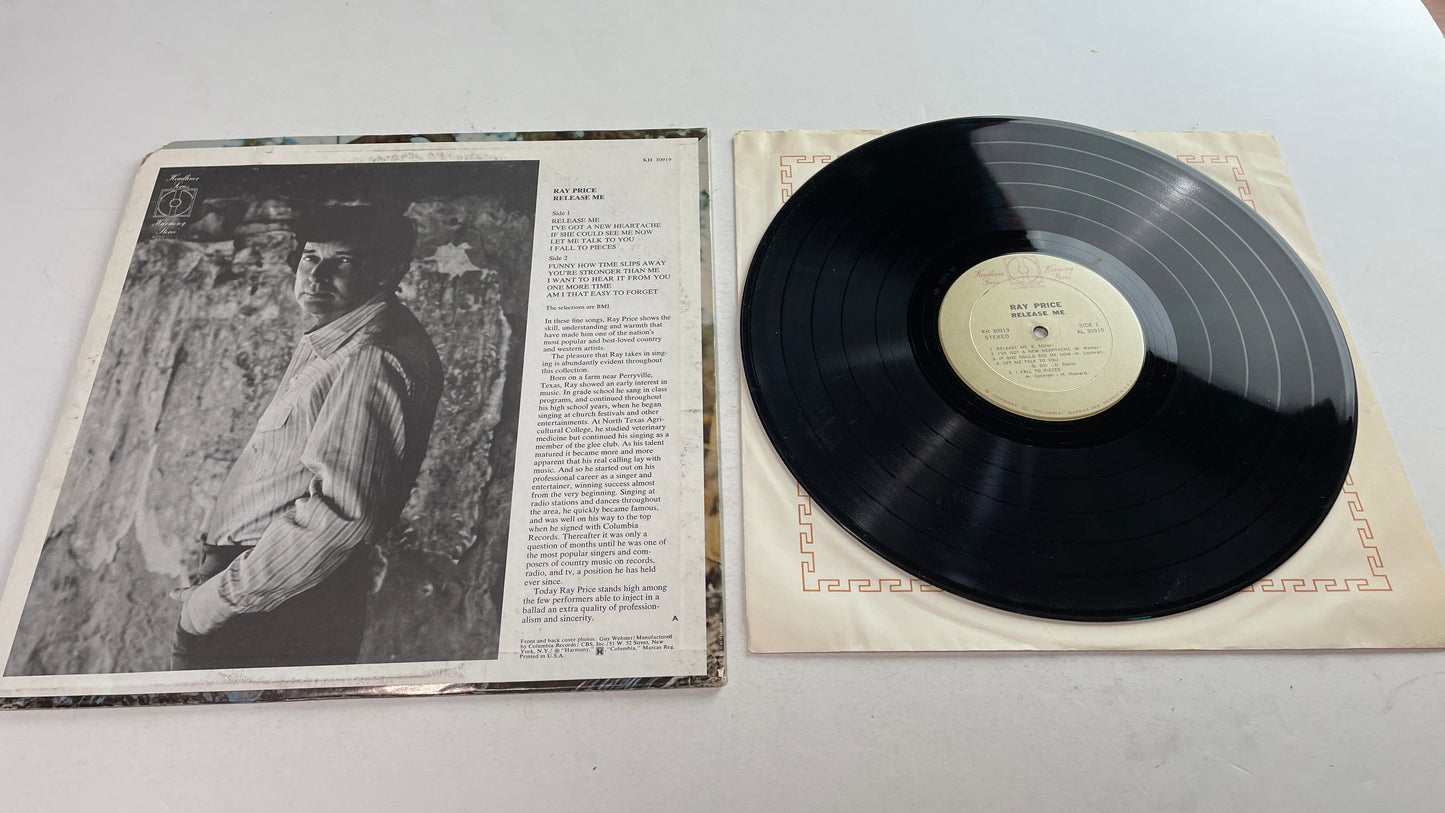 KH 30919
Headliner
Series
Harmony
Stereo
RAY PRICE
RELEASE ME
Side 1
RELEASE ME
I'VE GOT A NEW HEARTACHE
IF SHE COULD SEE ME NOW
LET ME TALK TO YOU
I FALL TO PIECES
Side 2
FUNNY HOW TIME SLIPS AWAY
YOU'RE STRONGER THAN ME
I WANT TO HEAR IT FROM YOU
ONE MORE TIME
AM I THAT EASY TO FORGET
The selections are BMI.
In these fine songs, Ray Price shows the
skill, understanding and warmth that
have made him one of the nation's
most popular and best-loved country
and western artists.
The pleasure that Ray takes in sing-
ing is abundantly evident throughout
this collection.
Born on a farm near Perryville,
Texas, Ray showed an early interest in
music. In grade school he sang in class
programs, and continued throughout
his high school years, when he began
singing at church festivals and other
entertainments. At North Texas Agri-
cultural College, he studied veterinary
medicine but continued his singing as a
member of the glee club. As his talent
matured it became more and more
apparent that his real calling lay with
music. And so he started out on his
professional career as a singer and
entertainer, winning success almost
from the very beginning. Singing at
radio stations and dances throughout
the area, he quickly became famous,
and was well on his way to the top
when he signed with Columbia
Records. Thereafter it was only a
question of months until he was one of
the most popular singers and com-
posers of country music on records,
radio, and tv, a position he has held
ever since.
Today Ray Price stands high among
the few performers able to inject in a
ballad an extra quality of profession-
alism and sincerity.
A
Front and back cover photos: Guy Webster/Manufactured
by Columbia Records/CBS, Inc./51 W. 52 Street, New
York, N.Y./® "Harmony," "Columbia," Marcas Reg.
Printed in U.S.A.
Headliner
Series
Harmony
Stereo
RAY PRICE
RELEASE ME
KH 30919
STEREO
SIDE 1
AL 30919
1. RELEASE ME -E. Miller-
2. I'VE GOT A NEW HEARTACHE -W. Walker-
3. IF SHE COULD SEE ME NOW -H. Cochran-
4. LET ME TALK TO YOU
-D. Dill - D. Davis-
5. I FALL TO PIECES
-H. Cochran - H. Howard-